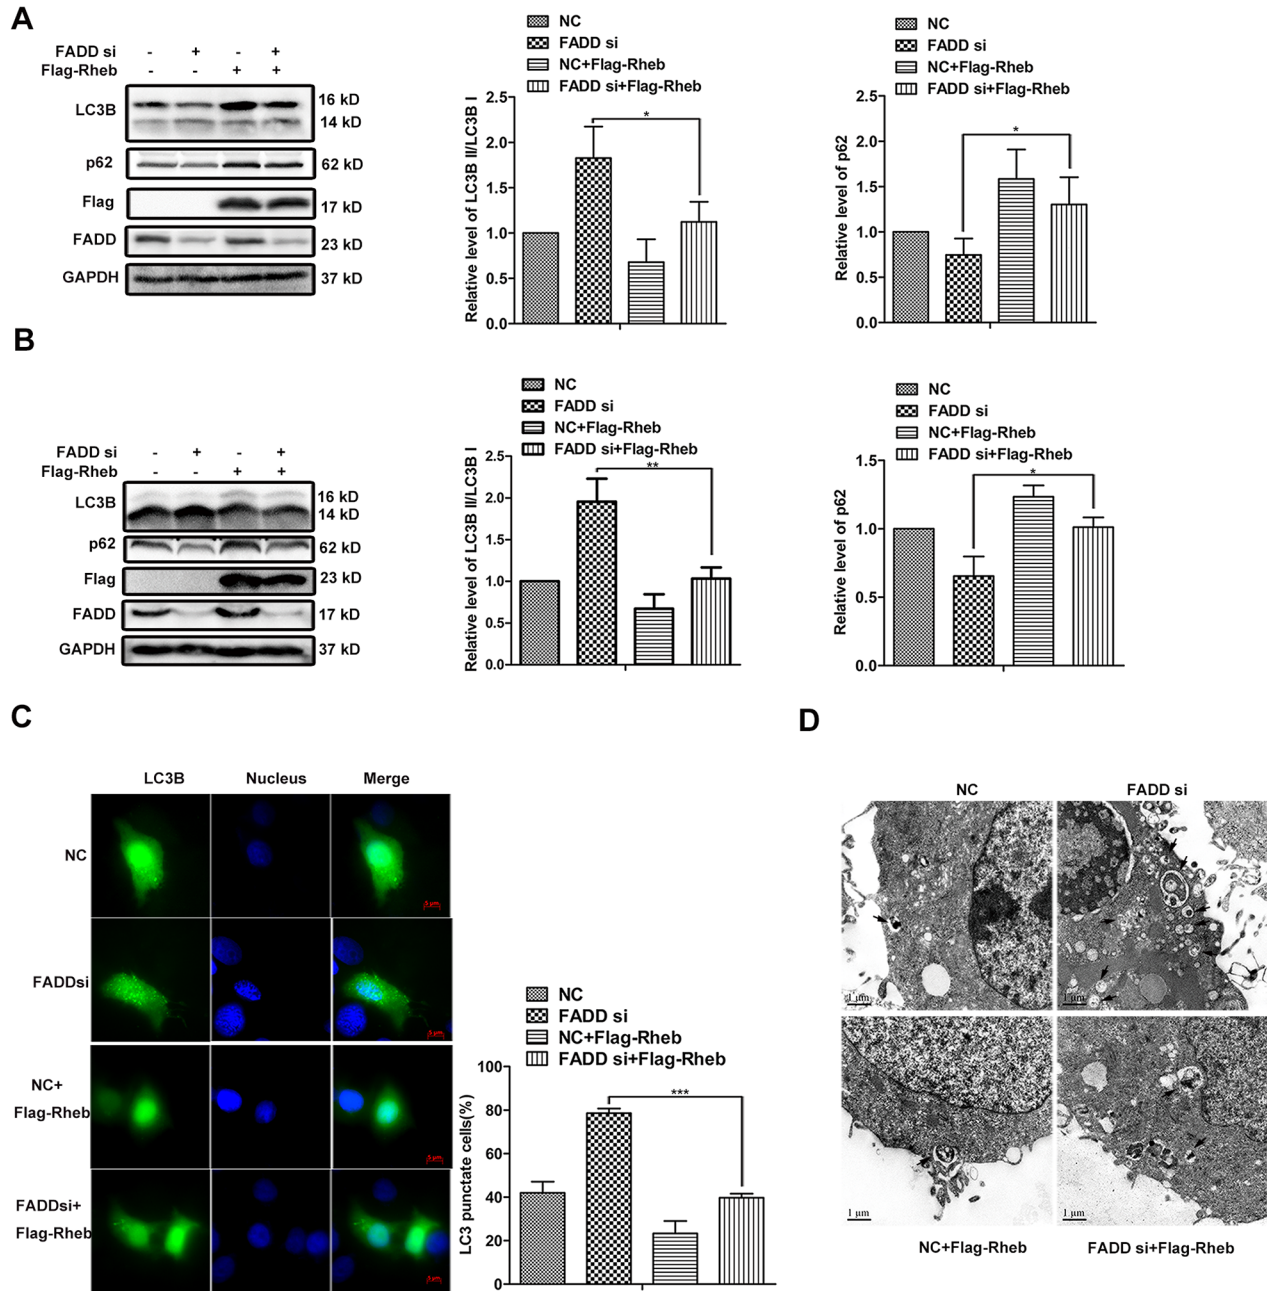 A
FADD si - + - +
Flag-Rheb - - + +
LC3B
16 kD
14 kD
p62
62 kD
Flag
17 kD
FADD
23 kD
GAPDH
37 kD
NC
FADD si
NC+Flag-Rheb
FADD si+Flag-Rheb
Relative level of LC3B II/LC3B I
2.5
2.0
1.5
1.0
0.5
0.0
*
NC
FADD si
NC+Flag-Rheb
FADD si+Flag-Rheb
Relative level of p62
2.5
2.0
1.5
1.0
0.5
0.0
*
B
FADD si - + - +
Flag-Rheb - - + +
LC3B
16 kD
14 kD
p62
62 kD
Flag
23 kD
FADD
17 kD
GAPDH
37 kD
NC
FADD si
NC+Flag-Rheb
FADD si+Flag-Rheb
Relative level of LC3B II/LC3B I
2.5
2.0
1.5
1.0
0.5
0.0
**
NC
FADD si
NC+Flag-Rheb
FADD si+Flag-Rheb
Relative level of p62
1.5
1.0
0.5
0.0
*
C
LC3B Nucleus Merge
NC
FADDsi
NC+
Flag-Rheb
FADDsi+
Flag-Rheb
NC
FADD si
NC+Flag-Rheb
FADD si+Flag-Rheb
LC3 punctate cells(%)
100
80
60
40
20
0
***
D
NC
FADD si
1 μm
1 μm
1 μm
1 μm
NC+Flag-Rheb
FADD si+Flag-Rheb